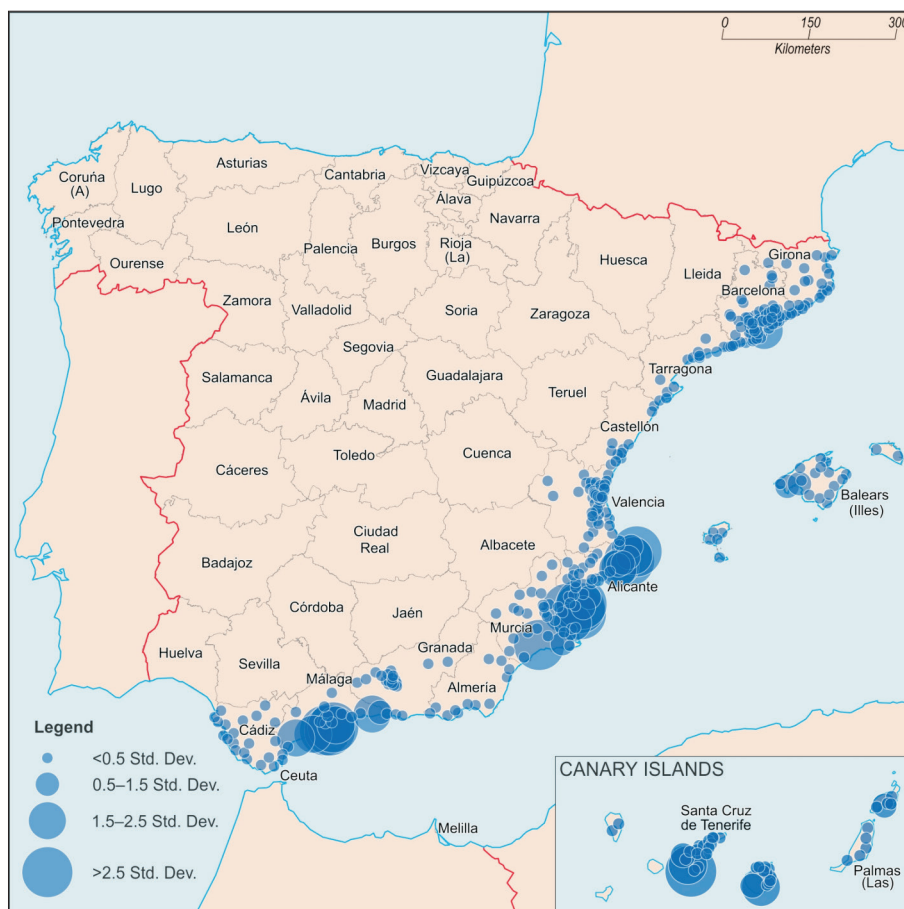 0 150 300
Kilometers
Asturias
Cantabria
Vizcaya
Guipúzcoa
Coruńa
(A)
Lugo
Álava
Navarra
Pontevedra
León
Palencia
Burgos
Rioja
(La)
Huesca
Girona
Ourense
Lleida
Barcelona
Zamora
Valladolid
Soria
Zaragoza
Segovia
Tarragona
Salamanca
Ávila
Madrid
Guadalajara
Teruel
Castellón
Cáceres
Toledo
Cuenca
Valencia
Balears
(Illes)
Ciudad
Real
Albacete
Badajoz
Alicante
Córdoba
Jaén
Murcia
Huelva
Sevilla
Granada
Málaga
Almería
Cádiz
Ceuta
Melilla
Legend
<0.5 Std. Dev.
0.5–1.5 Std. Dev.
1.5–2.5 Std. Dev.
>2.5 Std. Dev.
CANARY ISLANDS
Santa Cruz
de Tenerife
Palmas
(Las)